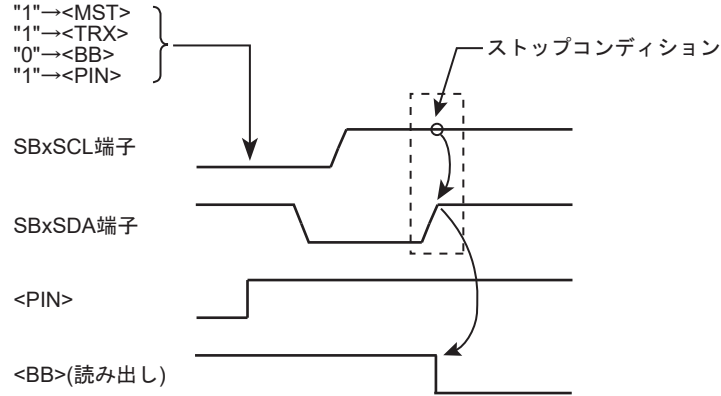 "1"→<MST>
"1"→<TRX>
"0"→<BB>
"1"→<PIN>
ストップコンディション
SBxSCL端子
SBxSDA端子
<PIN>
<BB>(読み出し)